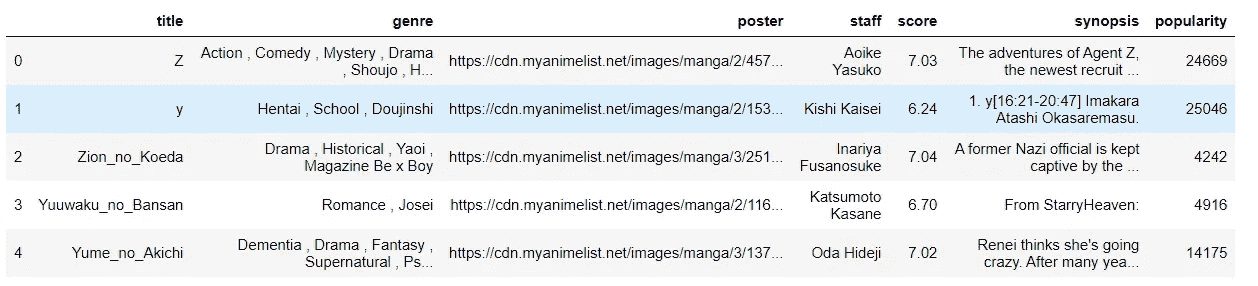 title genre poster staff score synopsis popularity
0 Z Action , Comedy , Mystery , Drama , Shoujo , H... https://cdn.myanimelist.net/images/manga/2/457... Aoike Yasuko 7.03 The adventures of Agent Z, the newest recruit ... 24669
1 y Hentai , School , Doujinshi https://cdn.myanimelist.net/images/manga/2/153... Kishi Kaisei 6.24 1. y[16:21-20:47] Imakara Atashi Okasaremasu. 25046
2 Zion_no_Koeda Drama , Historical , Yaoi , Magazine Be x Boy https://cdn.myanimelist.net/images/manga/3/251... Inariya Fusanosuke 7.04 A former Nazi official is kept captive by the ... 4242
3 Yuuwaku_no_Bansan Romance , Josei https://cdn.myanimelist.net/images/manga/2/116... Katsumoto Kasane 6.70 From StarryHeaven: 4916
4 Yume_no_Akichi Dementia , Drama , Fantasy , Supernatural , Ps... https://cdn.myanimelist.net/images/manga/3/137... Oda Hideji 7.02 Renei thinks she's going crazy. After many yea... 14175